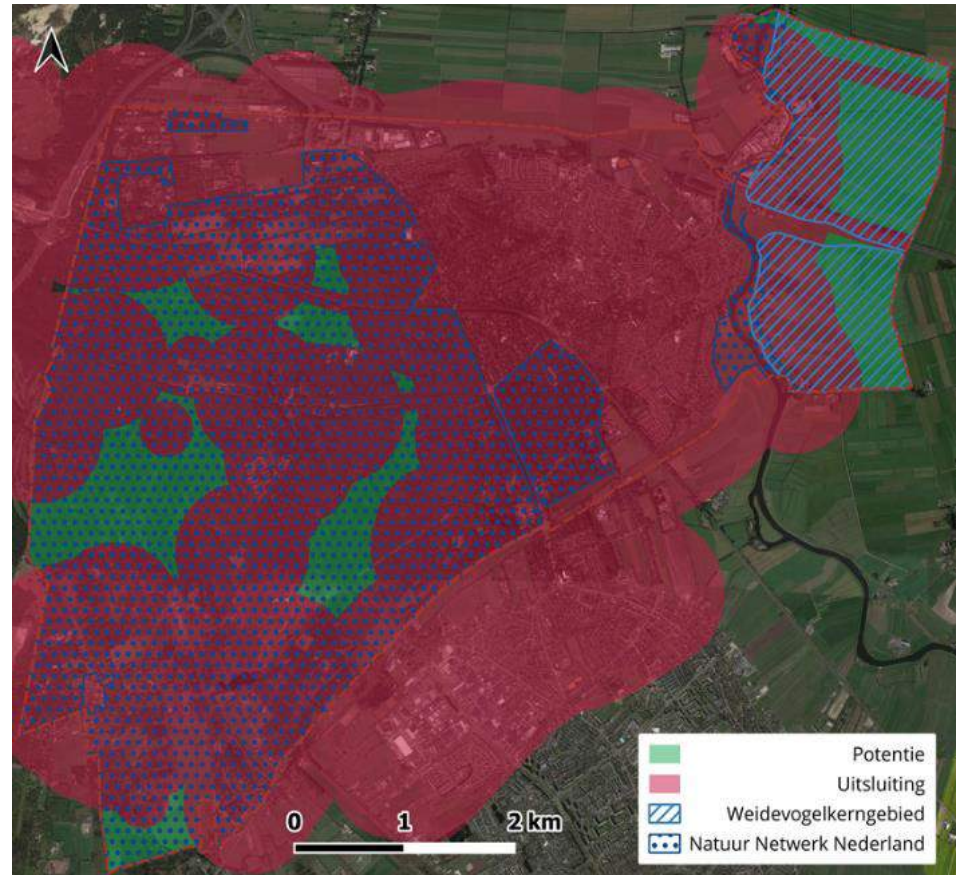 0 1 2 km
Potentie
Uitsluiting
Weidevogelkerngebied
Natuur Netwerk Nederland